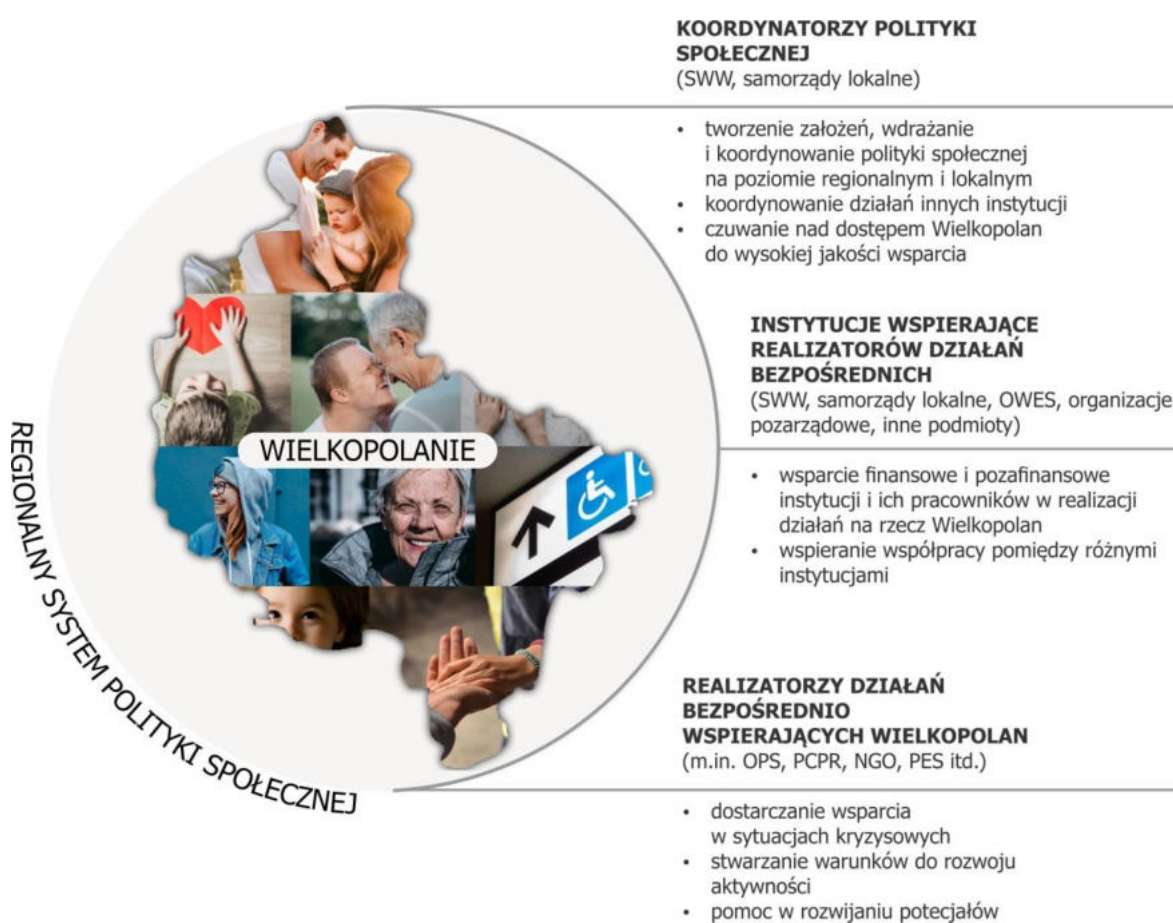 KOORDYNATORZY POLITYKI
SPOŁECZNEJ
(SWW, samorządy lokalne)
• tworzenie założeń, wdrażanie
i koordynowanie polityki społecznej
na poziomie regionalnym i lokalnym
• koordynowanie działań innych instytucji
• czuwanie nad dostępem Wielkopolan
do wysokiej jakości wsparcia
INSTYTUCJE WSPIERAJĄCE
REALIZATORÓW DZIAŁAŃ
BEZPOŚREDNICH
(SWW, samorządy lokalne, OWES, organizacje
pozarządowe, inne podmioty)
• wsparcie finansowe i pozafinansowe
instytucji i ich pracowników w realizacji
działań na rzecz Wielkopolan
• wspieranie współpracy pomiędzy różnymi
instytucjami
REALIZATORZY DZIAŁAŃ
BEZPOŚREDNIO
WSPIERAJĄCYCH WIELKOPOLAN
(m.in. OPS, PCPR, NGO, PES itd.)
• dostarczanie wsparcia
w sytuacjach kryzysowych
• stwarzanie warunków do rozwoju
aktywności
• pomoc w rozwijaniu potecjałów
WIELKOPOLANIE
REGIONALNY SYSTEM POLITYKI SPOŁECZNEJ